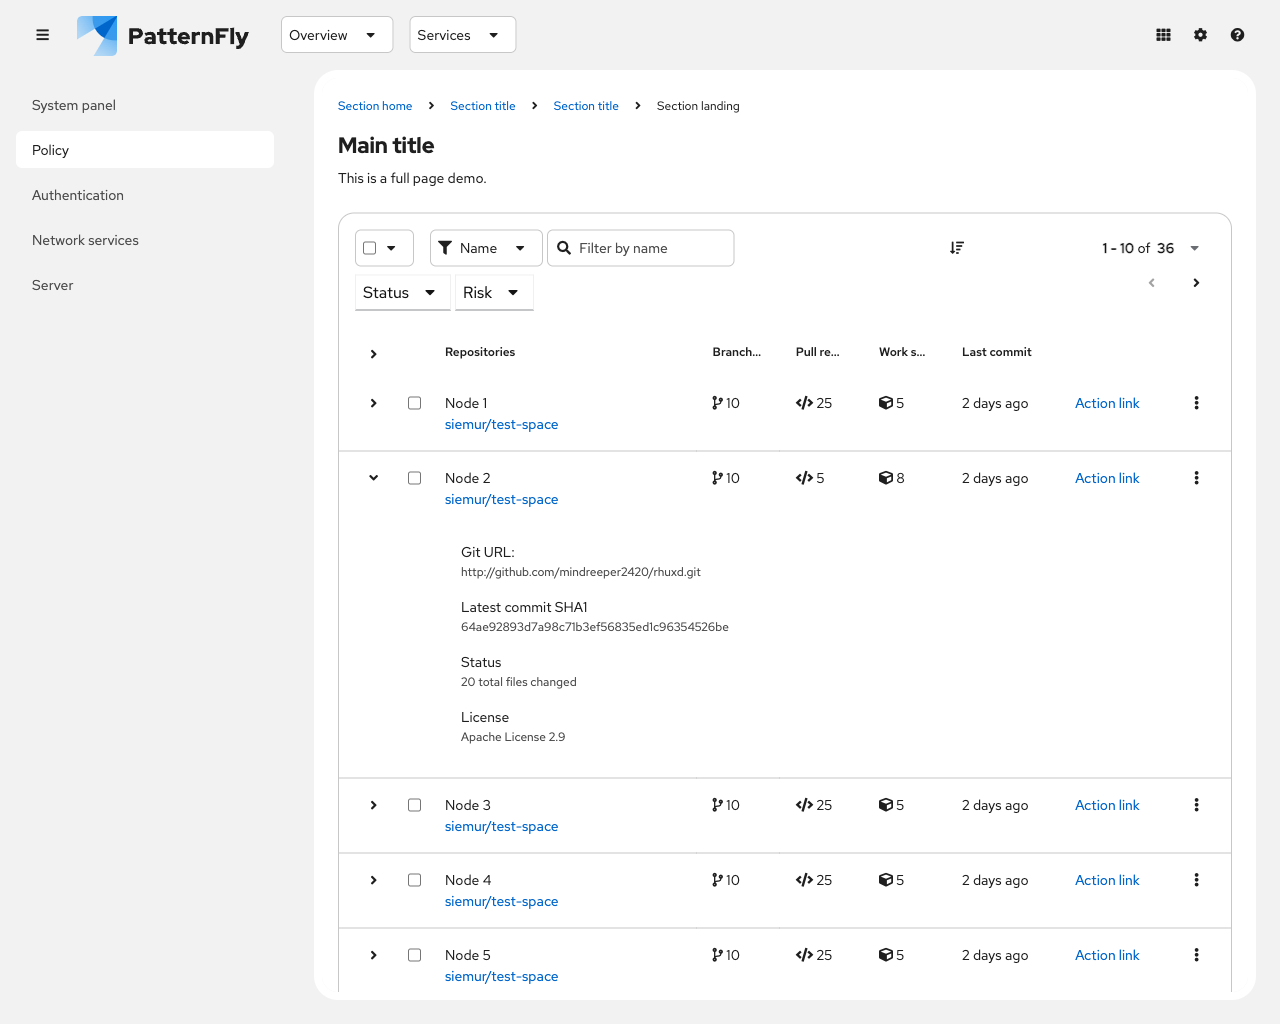 PatternFly Overview Services
System panel
Policy
Authentication
Network services
Server
Section home Section title Section title Section landing
Main title
This is a full page demo.
Name Filter by name 1 - 10 of 36
Status Risk
Repositories Branch... Pull re... Work s... Last commit
Node 1 10 25 5 2 days ago Action link
siemur/test-space
Node 2 10 5 8 2 days ago Action link
siemur/test-space
Git URL:
http://github.com/mindreeper2420/rhuxd.git
Latest commit SHA1
64ae92893d7a98c71b3ef56835ed1c96354526be
Status
20 total files changed
License
Apache License 2.9
Node 3 10 25 5 2 days ago Action link
siemur/test-space
Node 4 10 25 5 2 days ago Action link
siemur/test-space
Node 5 10 25 5 2 days ago Action link
siemur/test-space